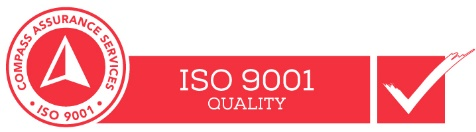 COMPASS ASSURANCE SERVICES
• ISO 9001 •
ISO 9001
QUALITY